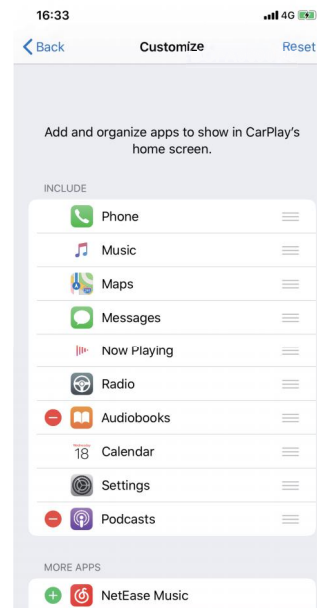 16:33 4G
Back Customize Reset
Add and organize apps to show in CarPlay's
home screen.
INCLUDE
Phone
Music
Maps
Messages
Now Playing
Radio
Audiobooks
Wednesday
18 Calendar
Settings
Podcasts
MORE APPS
NetEase Music